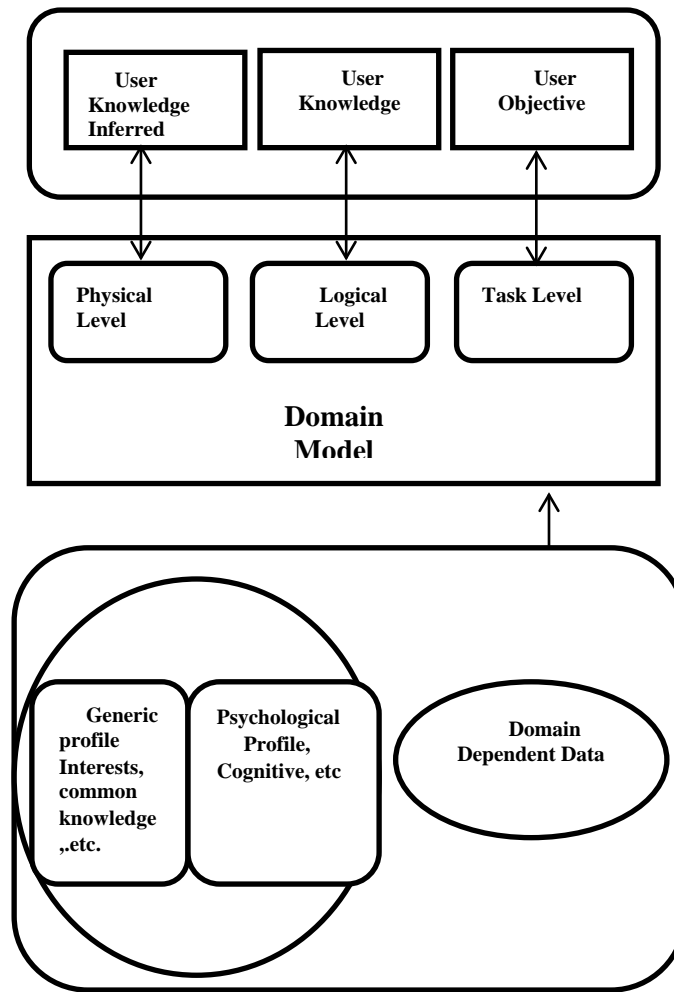 User
Knowledge
Inferred
User
Knowledge
User
Objective
Physical
Level
Logical
Level
Task Level
Domain
Model
Generic
profile
Interests,
common
knowledge
,.etc.
Psychological
Profile,
Cognitive, etc
Domain
Dependent Data